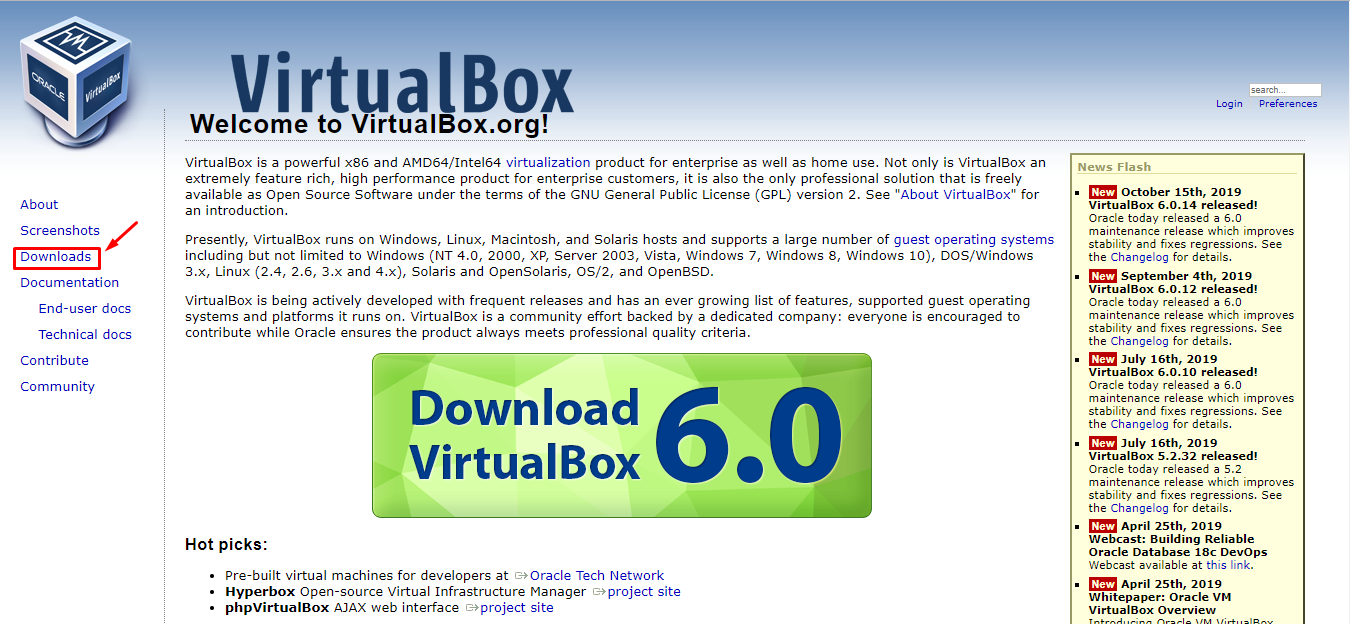 ORACLE
VirtualBox
VirtualBox
search...
Login Preferences
Welcome to VirtualBox.org!
About
Screenshots
Downloads
Documentation
End-user docs
Technical docs
Contribute
Community
VirtualBox is a powerful x86 and AMD64/Intel64 virtualization product for enterprise as well as home use. Not only is VirtualBox an
extremely feature rich, high performance product for enterprise customers, it is also the only professional solution that is freely
available as Open Source Software under the terms of the GNU General Public License (GPL) version 2. See "About VirtualBox" for
an introduction.
Presently, VirtualBox runs on Windows, Linux, Macintosh, and Solaris hosts and supports a large number of guest operating systems
including but not limited to Windows (NT 4.0, 2000, XP, Server 2003, Vista, Windows 7, Windows 8, Windows 10), DOS/Windows
3.x, Linux (2.4, 2.6, 3.x and 4.x), Solaris and OpenSolaris, OS/2, and OpenBSD.
VirtualBox is being actively developed with frequent releases and has an ever growing list of features, supported guest operating
systems and platforms it runs on. VirtualBox is a community effort backed by a dedicated company: everyone is encouraged to
contribute while Oracle ensures the product always meets professional quality criteria.
Download
VirtualBox 6.0
Hot picks:
Pre-built virtual machines for developers at Oracle Tech Network
Hyperbox Open-source Virtual Infrastructure Manager project site
phpVirtualBox AJAX web interface project site
News Flash
New October 15th, 2019
VirtualBox 6.0.14 released!
Oracle today released a 6.0
maintenance release which improves
stability and fixes regressions. See
the Changelog for details.
New September 4th, 2019
VirtualBox 6.0.12 released!
Oracle today released a 6.0
maintenance release which improves
stability and fixes regressions. See
the Changelog for details.
New July 16th, 2019
VirtualBox 6.0.10 released!
Oracle today released a 6.0
maintenance release which improves
stability and fixes regressions. See
the Changelog for details.
New July 16th, 2019
VirtualBox 5.2.32 released!
Oracle today released a 5.2
maintenance release which improves
stability and fixes regressions. See
the Changelog for details.
New April 25th, 2019
Webcast: Building Reliable
Oracle Database 18c DevOps
Webcast available at this link.
New April 25th, 2019
Whitepaper: Oracle VM
VirtualBox Overview
Introducing Oracle VM VirtualBox